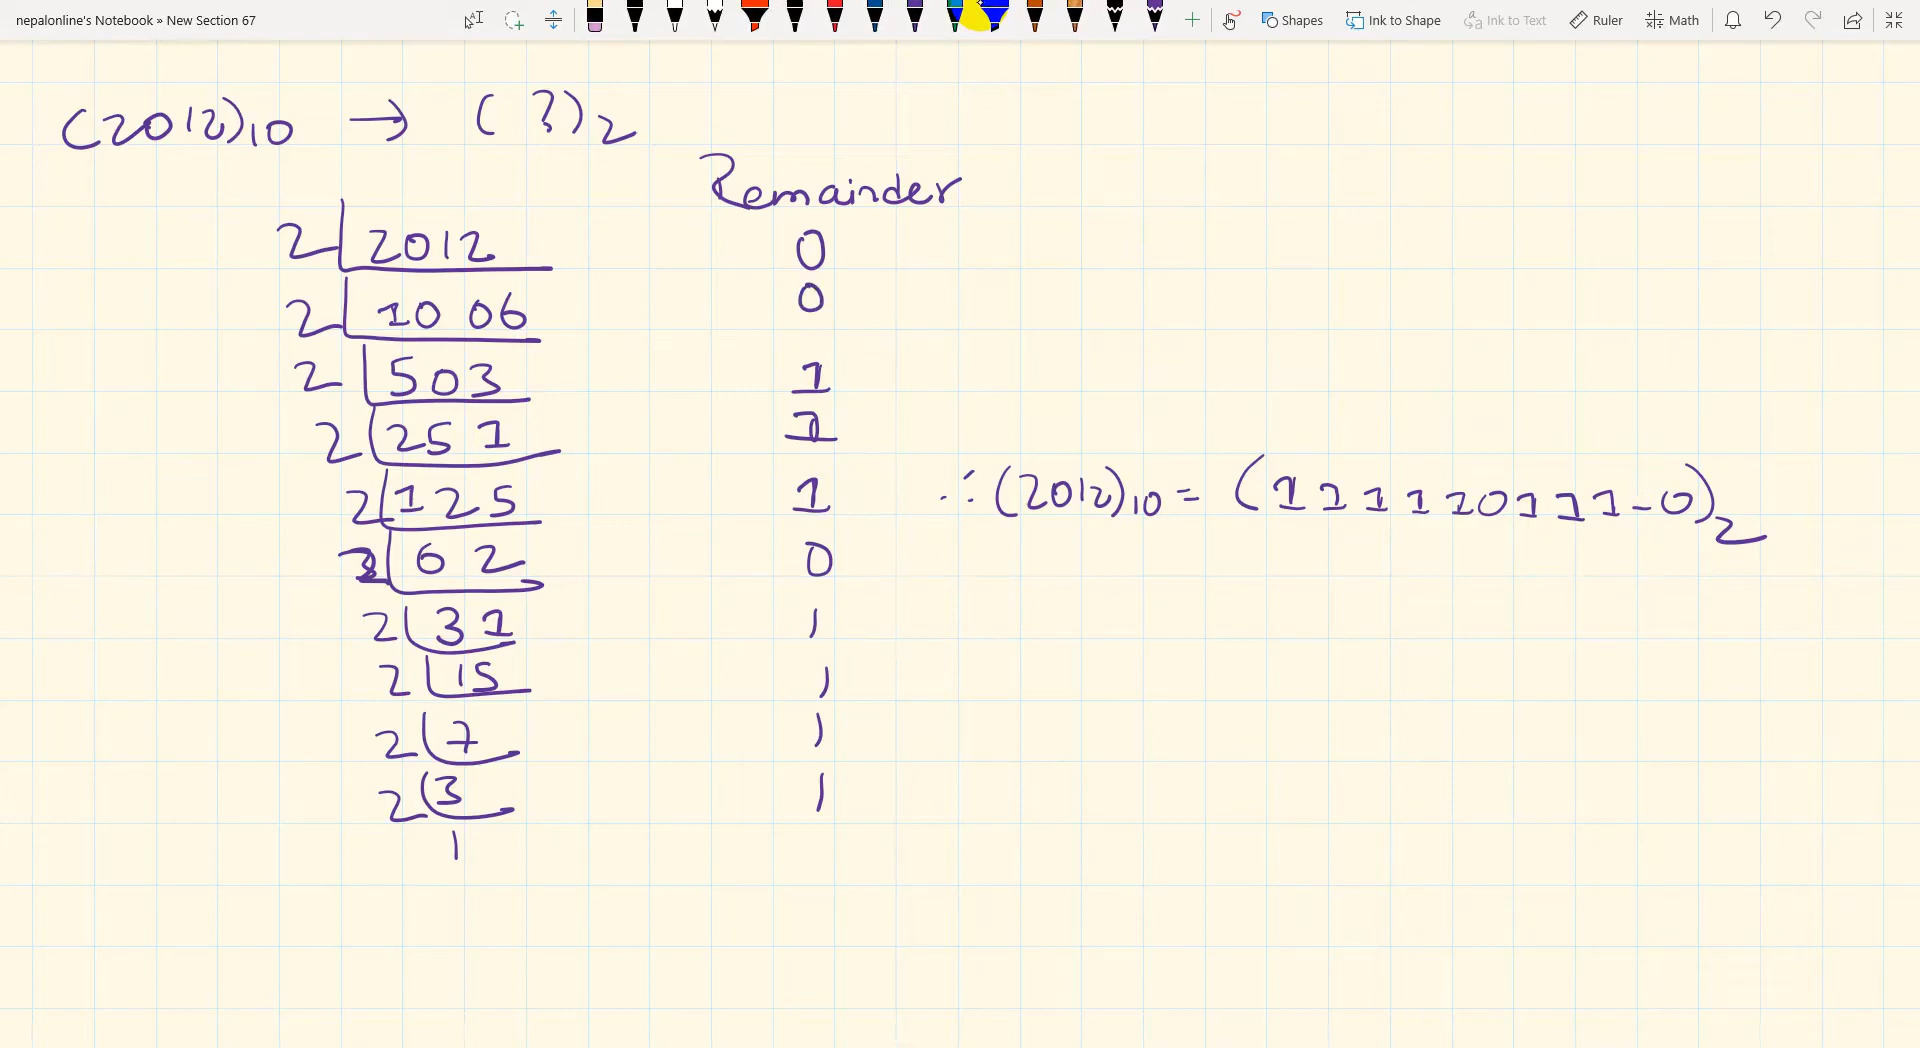 nepalonline's Notebook » New Section 67
Shapes Ink to Shape Ink to Text Ruler Math
(2012)10 → ( ?)2
Remainder
2 2012 0
2 1006 0
2 503 1
2 251 1
2 125 1
2 62 0
2 31 1
2 15 1
2 7 1
2 3 1
1
∴ (2012)10 = (111110111-0)2